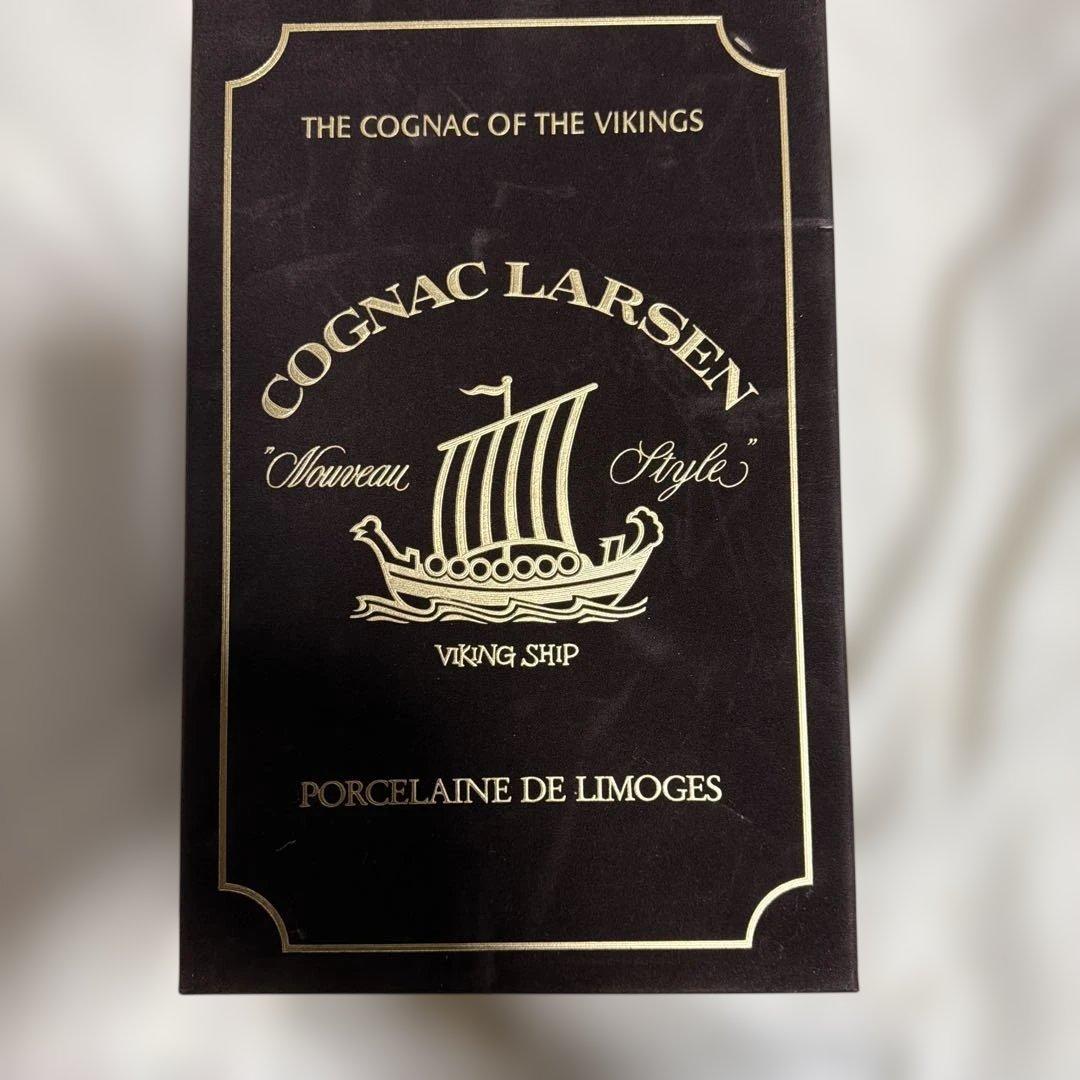 THE COGNAC OF THE VIKINGS
COGNAC LARSEN
"Nouveau Style"
VIKING SHIP
PORCELAINE DE LIMOGES